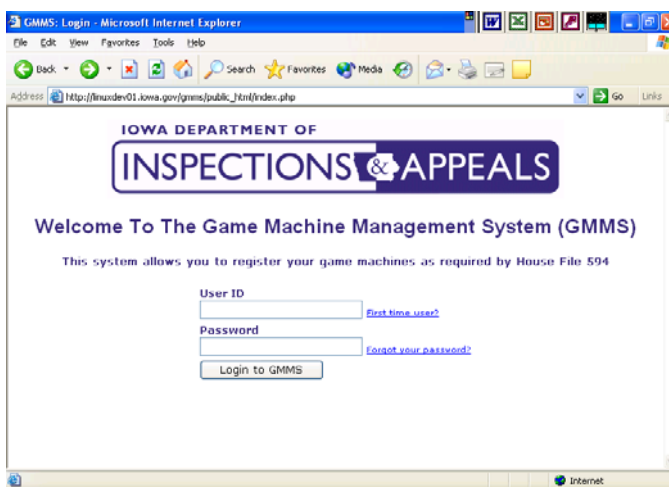 GMMS: Login - Microsoft Internet Explorer
File Edit View Favorites Tools Help
Back Search Favorites Media
Address http://linuxdev01.iowa.gov/gmms/public_html/index.php Go Links
IOWA DEPARTMENT OF
INSPECTIONS & APPEALS
Welcome To The Game Machine Management System (GMMS)
This system allows you to register your game machines as required by House File 594
User ID
First time user?
Password
Forgot your password?
Login to GMMS
Internet